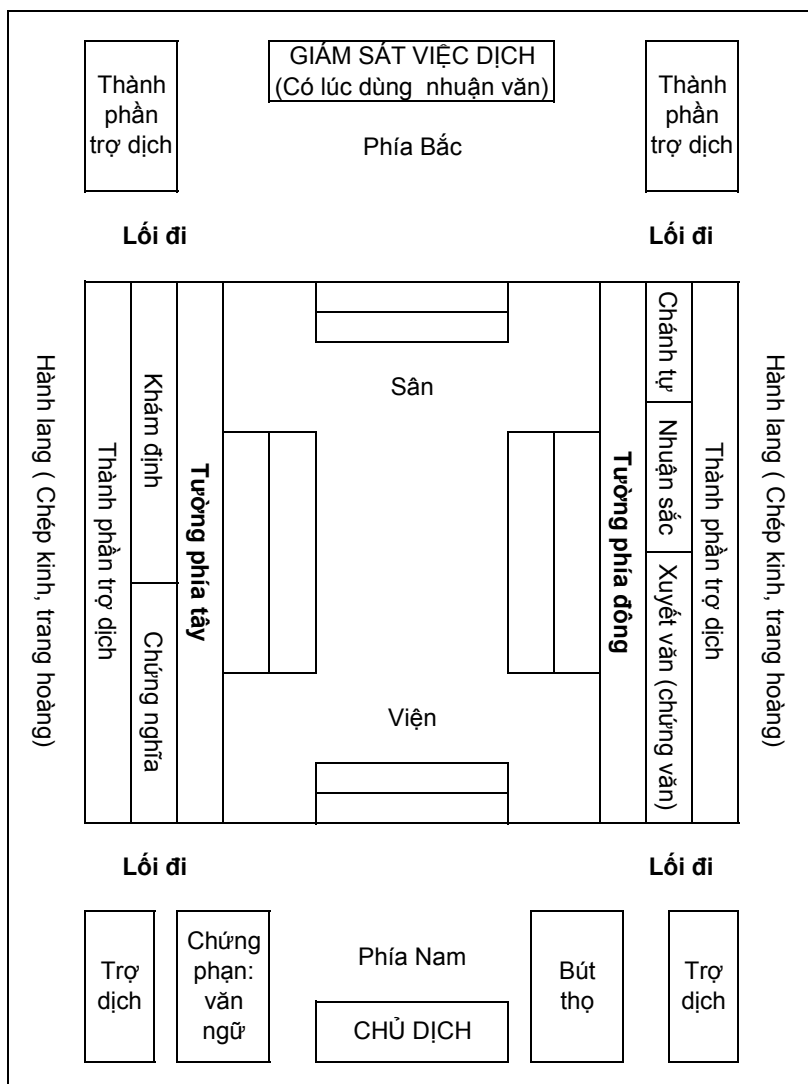 GIÁM SÁT VIỆC DỊCH
(Có lúc dùng nhuận văn)
Thành
phần
trợ dịch
Thành
phần
trợ dịch
Phía Bắc
Lối đi
Lối đi
Hành lang ( Chép kinh, trang hoàng)
Thành phần trợ dịch
Khám định
Chứng nghĩa
Tường phía tây
Sân
Viện
Tường phía đông
Chánh tự
Nhuận sắc
Xuyết văn (chứng văn)
Thành phần trợ dịch
Hành lang ( Chép kinh, trang hoàng)
Lối đi
Lối đi
Trợ
dịch
Chứng
phạn:
văn
ngữ
Phía Nam
CHỦ DỊCH
Bút
thọ
Trợ
dịch